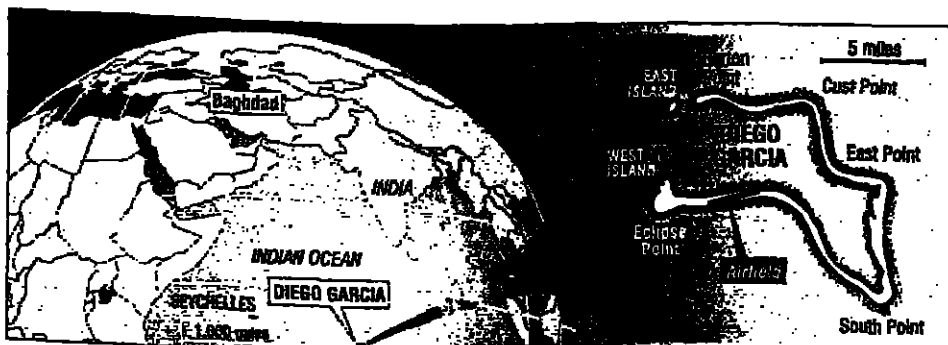 Baghdad
INDIA
INDIAN OCEAN
SEYCHELLES
DIEGO GARCIA
5 miles
EAST
ISLAND
Cust Point
DIEGO
GARCIA
East Point
WEST
ISLAND
Eclipse
Point
Airfield
South Point